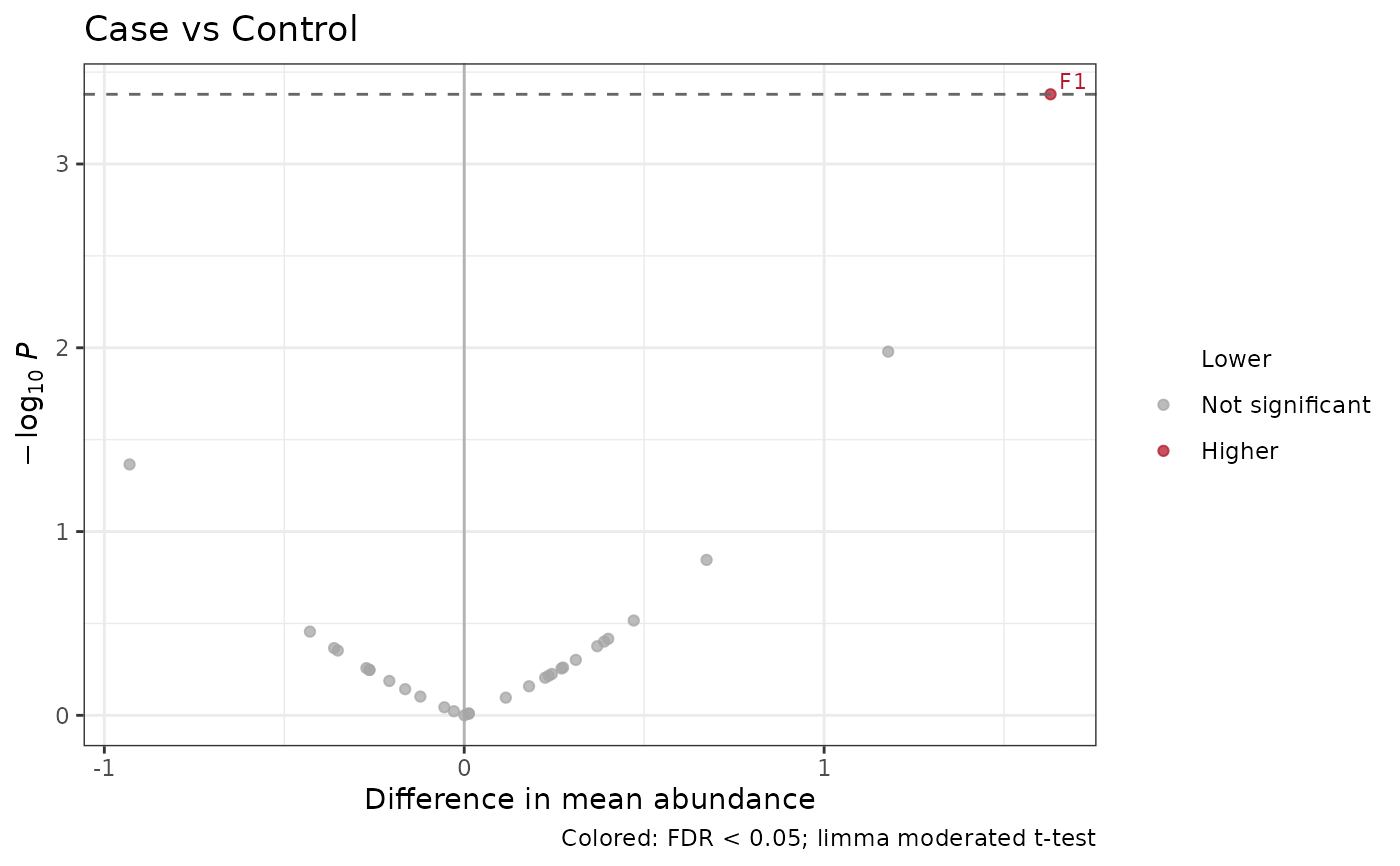 Case vs Control
F1
3
2
1
0
− log10 P
-1
0
1
Difference in mean abundance
Colored: FDR < 0.05; limma moderated t-test
Lower
Not significant
Higher